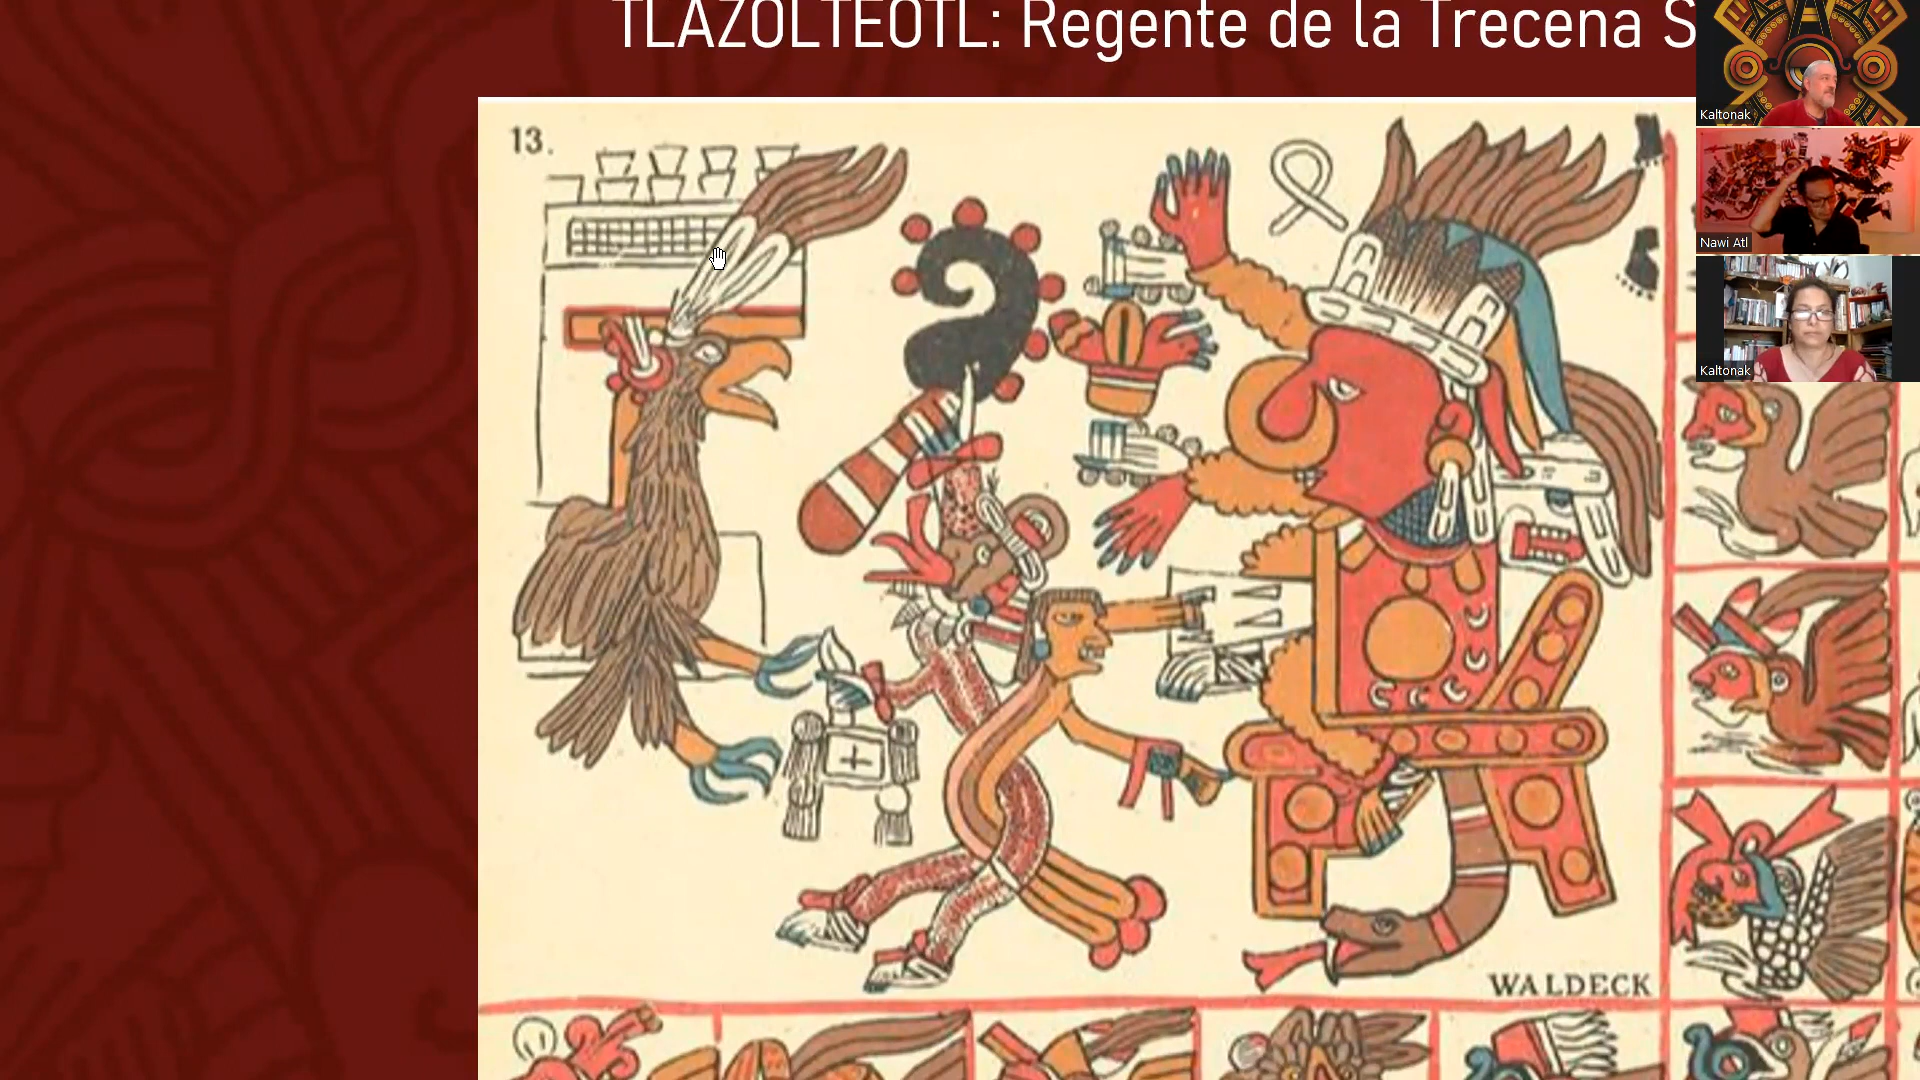 TLAZOLTEOTL: Regente de la Trecena S
13.
WALDECK
Kaltonak
Nawi Atl
Kaltonak